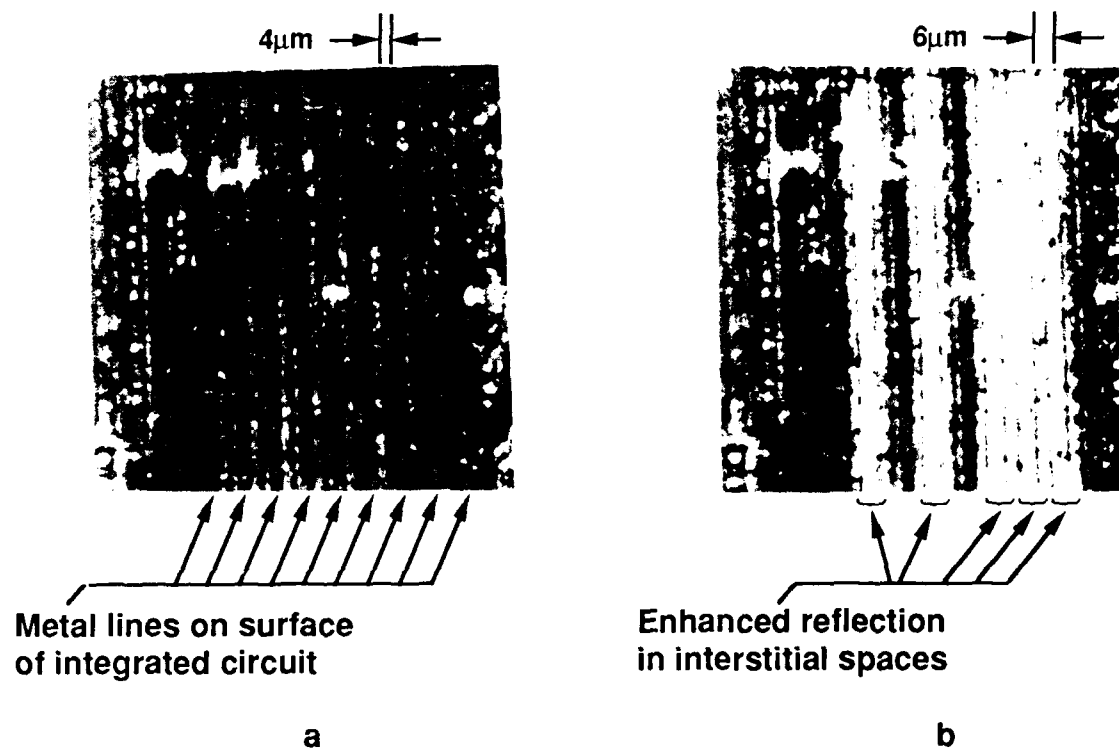 4μm
6μm
Metal lines on surface
of integrated circuit
Enhanced reflection
in interstitial spaces
a
b